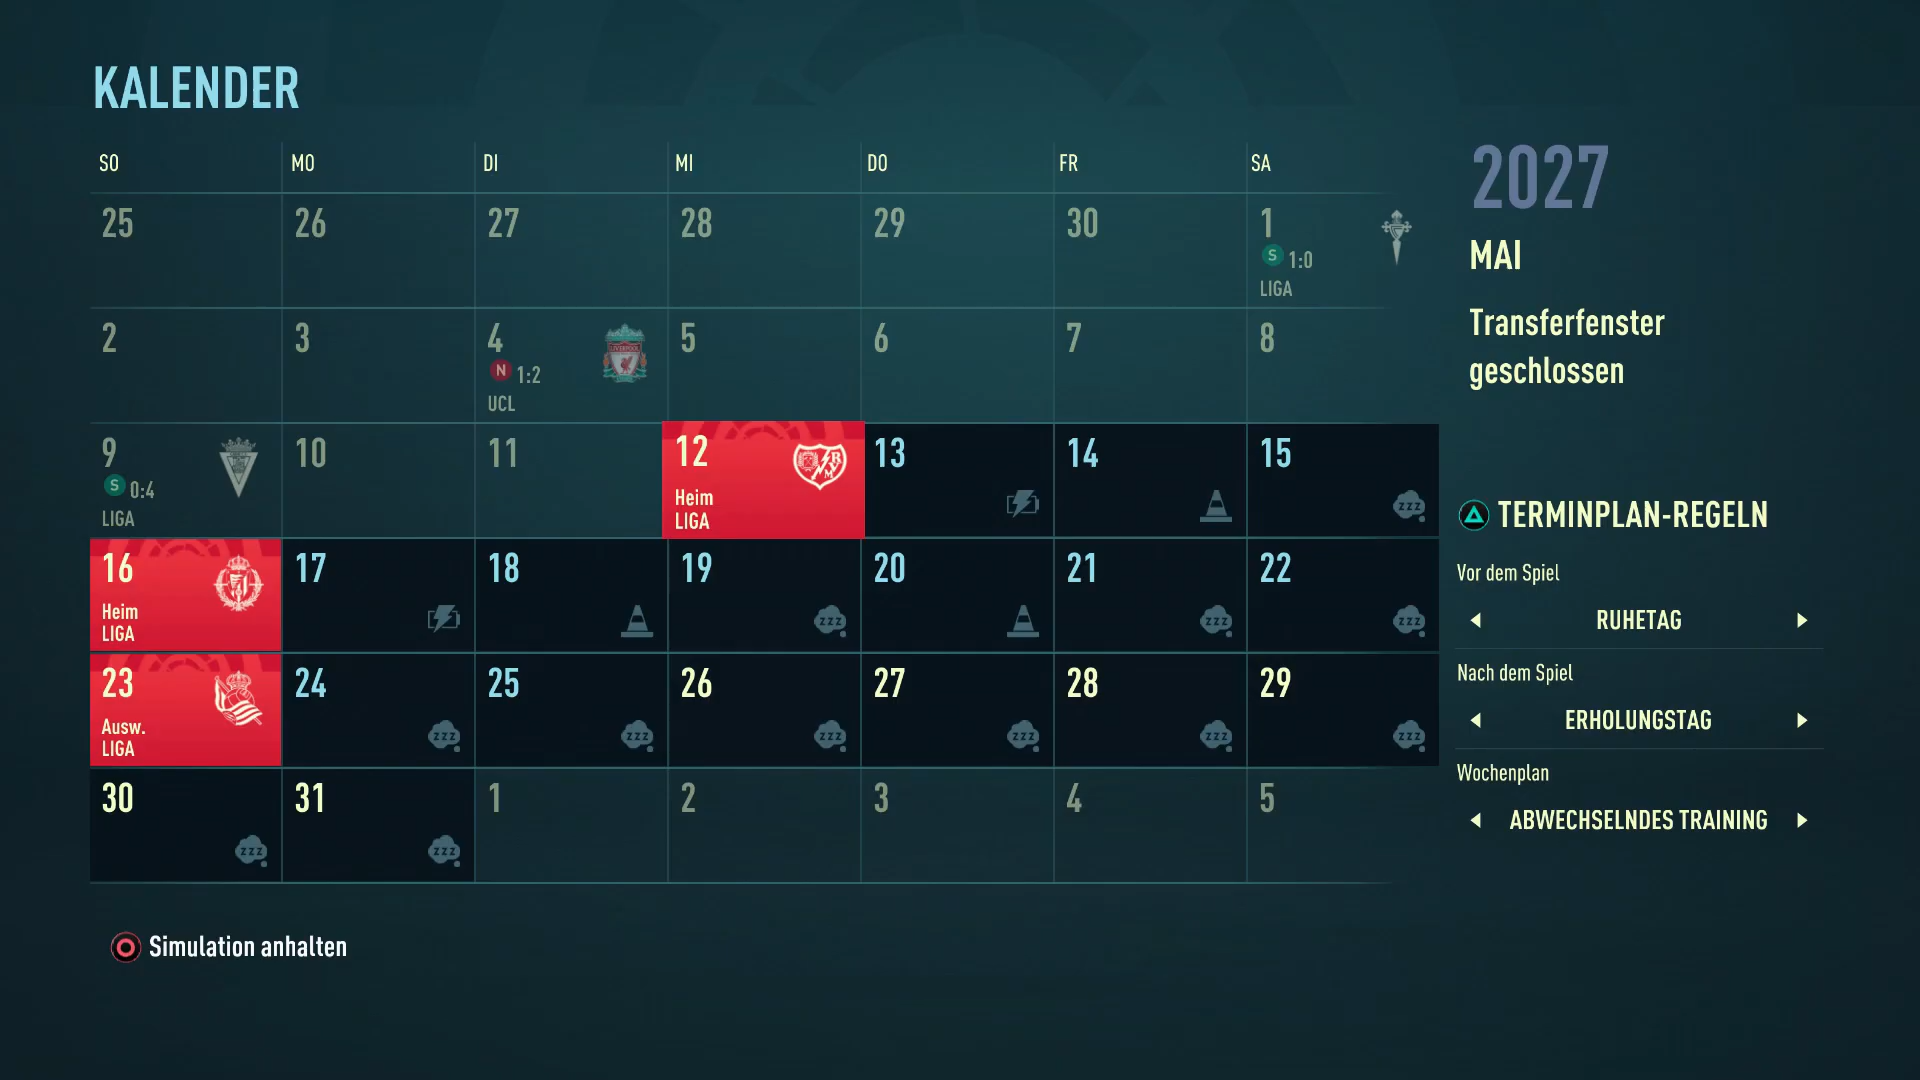 KALENDER
SO MO DI MI DO FR SA
25 26 27 28 29 30 1
S 1:0
LIGA
2 3 4 5 6 7 8
N 1:2
UCL
9 10 11 12 13 14 15
S 0:4
LIGA
Heim
LIGA
16 17 18 19 20 21 22
Heim
LIGA
23 24 25 26 27 28 29
Ausw.
LIGA
30 31 1 2 3 4 5
2027
MAI
Transferfenster
geschlossen
TERMINPLAN-REGELN
Vor dem Spiel
RUHETAG
Nach dem Spiel
ERHOLUNGSTAG
Wochenplan
ABWECHSELNDES TRAINING
Simulation anhalten